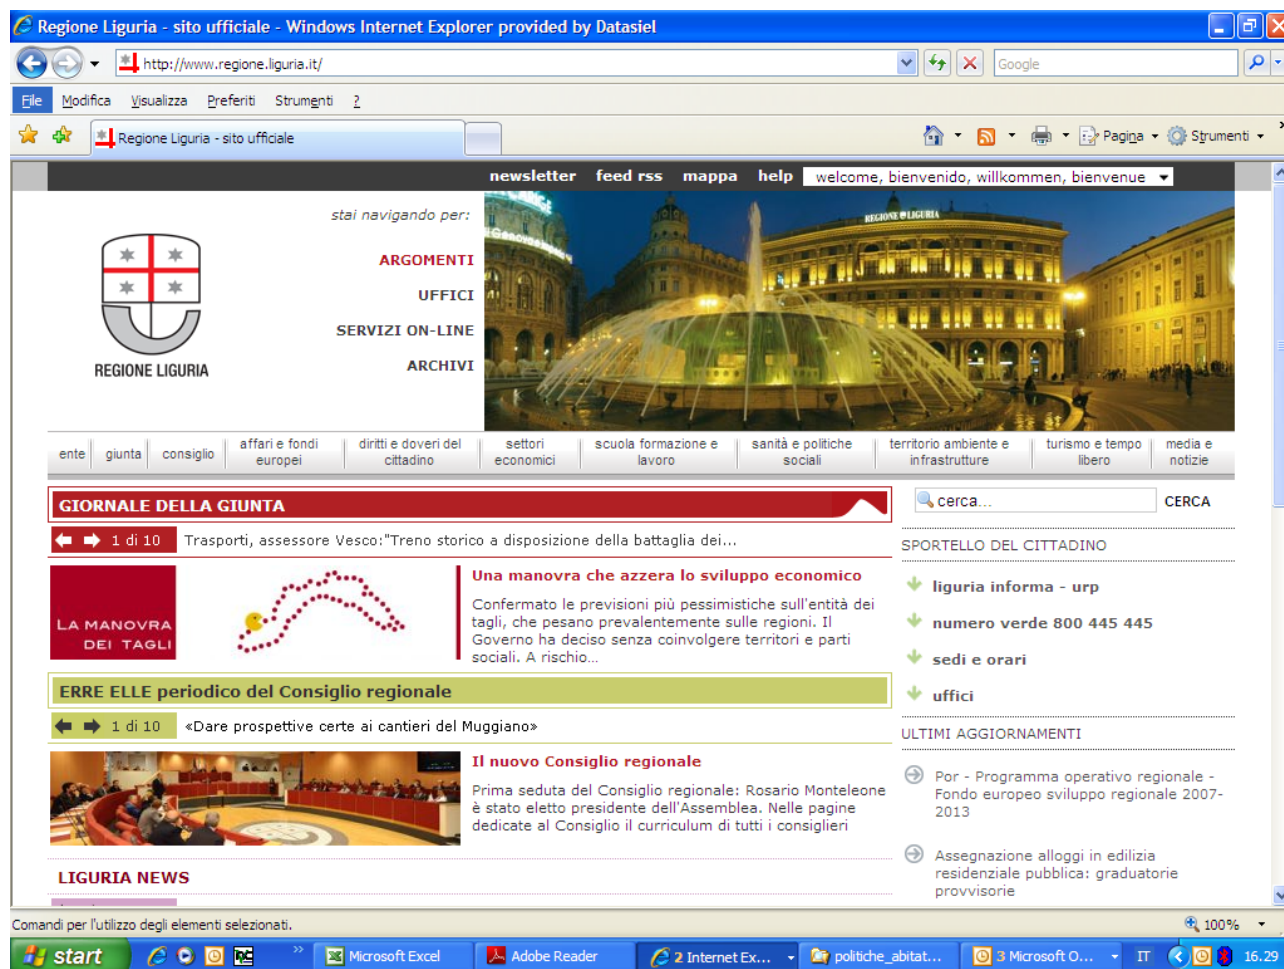 Regione Liguria - sito ufficiale - Windows Internet Explorer provided by Datasiel
http://www.regione.liguria.it/
Google
File Modifica Visualizza Preferiti Strumenti ?
Regione Liguria - sito ufficiale
Pagina Strumenti
newsletter feed rss mappa help welcome, bienvenido, willkommen, bienvenue
stai navigando per:
ARGOMENTI
UFFICI
SERVIZI ON-LINE
ARCHIVI
REGIONE LIGURIA
REGIONE LIGURIA
ente giunta consiglio affari e fondi europei diritti e doveri del cittadino settori economici scuola formazione e lavoro sanità e politiche sociali territorio ambiente e infrastrutture turismo e tempo libero media e notizie
GIORNALE DELLA GIUNTA
1 di 10 Trasporti, assessore Vesco:"Treno storico a disposizione della battaglia dei...
LA MANOVRA
DEI TAGLI
Una manovra che azzera lo sviluppo economico
Confermato le previsioni più pessimistiche sull'entità dei
tagli, che pesano prevalentemente sulle regioni. Il
Governo ha deciso senza coinvolgere territori e parti
sociali. A rischio...
ERRE ELLE periodico del Consiglio regionale
1 di 10 «Dare prospettive certe ai cantieri del Muggiano»
Il nuovo Consiglio regionale
Prima seduta del Consiglio regionale: Rosario Monteleone
è stato eletto presidente dell'Assemblea. Nelle pagine
dedicate al Consiglio il curriculum di tutti i consiglieri
LIGURIA NEWS
cerca... CERCA
SPORTELLO DEL CITTADINO
liguria informa - urp
numero verde 800 445 445
sedi e orari
uffici
ULTIMI AGGIORNAMENTI
Por - Programma operativo regionale -
Fondo europeo sviluppo regionale 2007-
2013
Assegnazione alloggi in edilizia
residenziale pubblica: graduatorie
provvisorie
Comandi per l'utilizzo degli elementi selezionati.
100%
start Microsoft Excel Adobe Reader 2 Internet Ex... politiche_abitat... 3 Microsoft O... IT 16.29